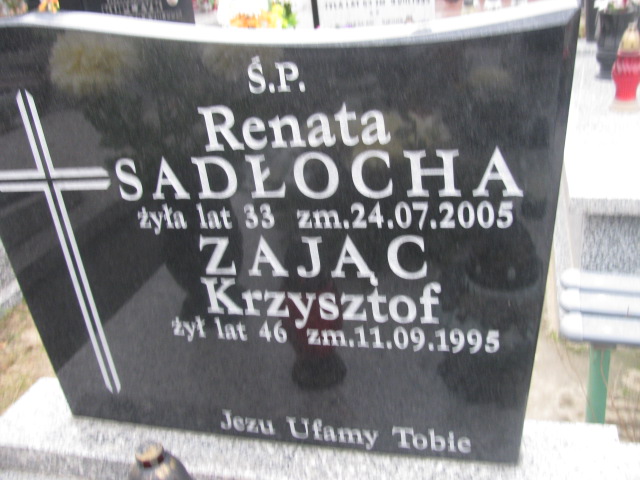 Ś.P.
Renata
SADŁOCHA
żyła lat 33 zm.24.07.2005
ZAJĄC
Krzysztof
żył lat 46 zm.11.09.1995
Jezu Ufamy Tobie